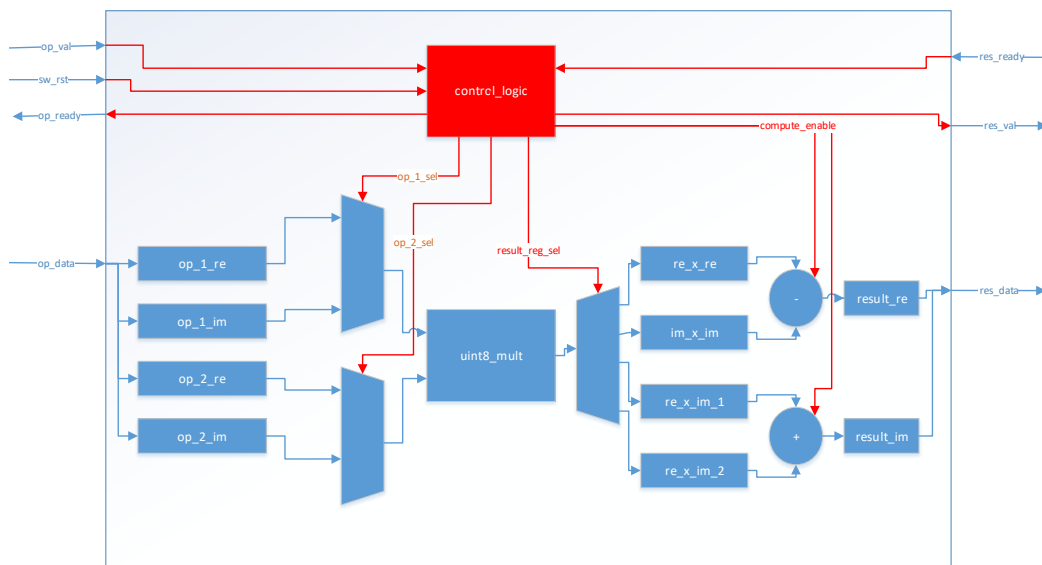 op_val
res_ready
sw_rst
control_logic
op_ready
compute_enable
res_val
op_1_sel
op_2_sel
result_reg_sel
op_data
op_1_re
re_x_re
-
result_re
res_data
op_1_im
im_x_im
uint8_mult
op_2_re
re_x_im_1
op_2_im
+
result_im
re_x_im_2